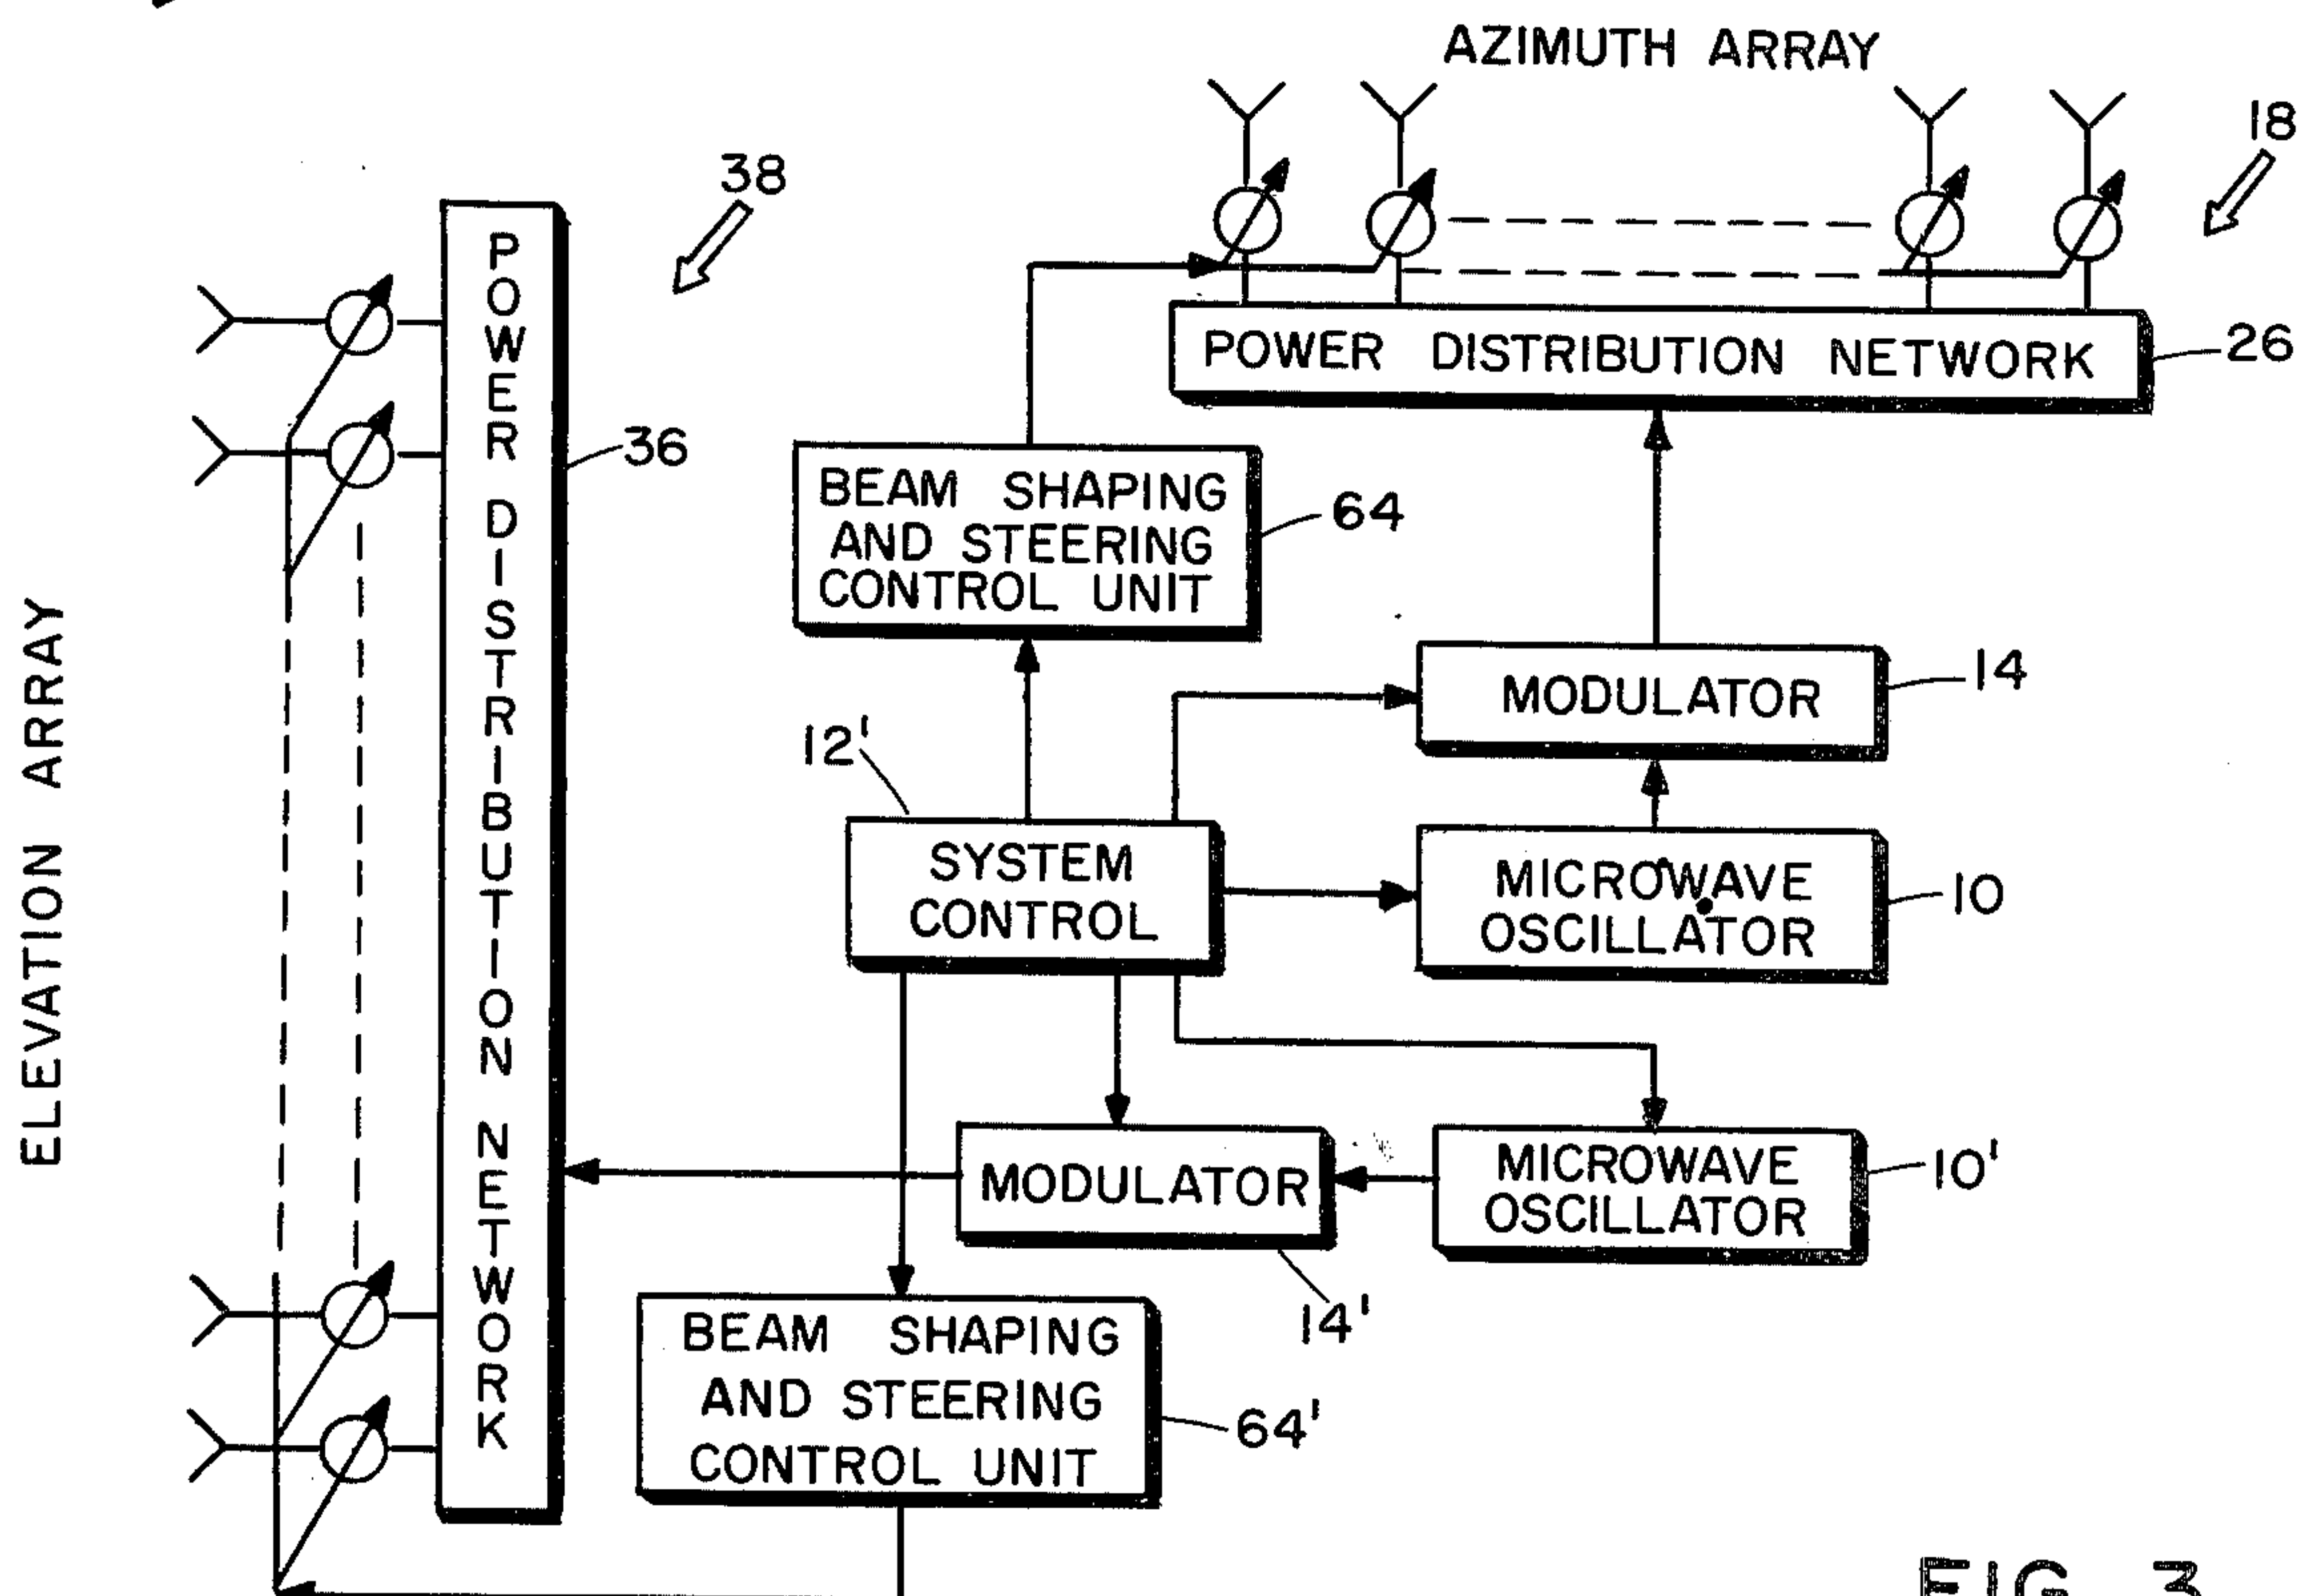 AZIMUTH ARRAY
18
38
POWER DISTRIBUTION NETWORK
26
POWER DISTRIBUTION NETWORK
36
BEAM SHAPING
AND STEERING
CONTROL UNIT
64
MODULATOR
14
12'
SYSTEM
CONTROL
MICROWAVE
OSCILLATOR
10
ELEVATION ARRAY
MODULATOR
14'
MICROWAVE
OSCILLATOR
10'
BEAM SHAPING
AND STEERING
CONTROL UNIT
64'
FIG. 3